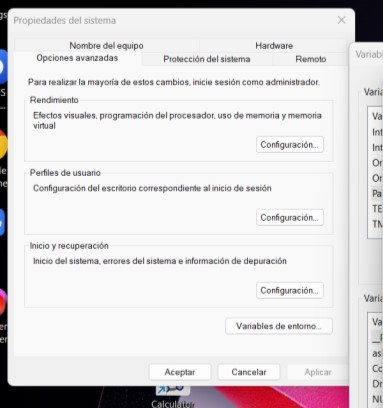 Propiedades del sistema
Nombre del equipo
Hardware
Opciones avanzadas
Protección del sistema
Remoto
Para realizar la mayoría de estos cambios, inicie sesión como administrador.
Rendimiento
Efectos visuales, programación del procesador, uso de memoria y memoria
virtual
Configuración...
Perfiles de usuario
Configuración del escritorio correspondiente al inicio de sesión
Configuración...
Inicio y recuperación
Inicio del sistema, errores del sistema e información de depuración
Configuración...
Variables de entorno...
Aceptar
Cancelar
Aplicar
Calculator
Variabl
Varia
Va
Int
Int
Or
Or
Pa
TE
TM
Varia
Va
as
Cc
Dr
NU